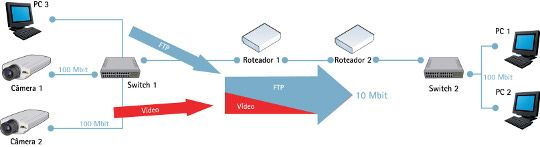 PC 3
FTP
Roteador 1
Roteador 2
PC 1
100 Mbit
Câmera 1
Switch 1
FTP
10 Mbit
Switch 2
100 Mbit
Vídeo
Vídeo
100 Mbit
PC 2
Câmera 2